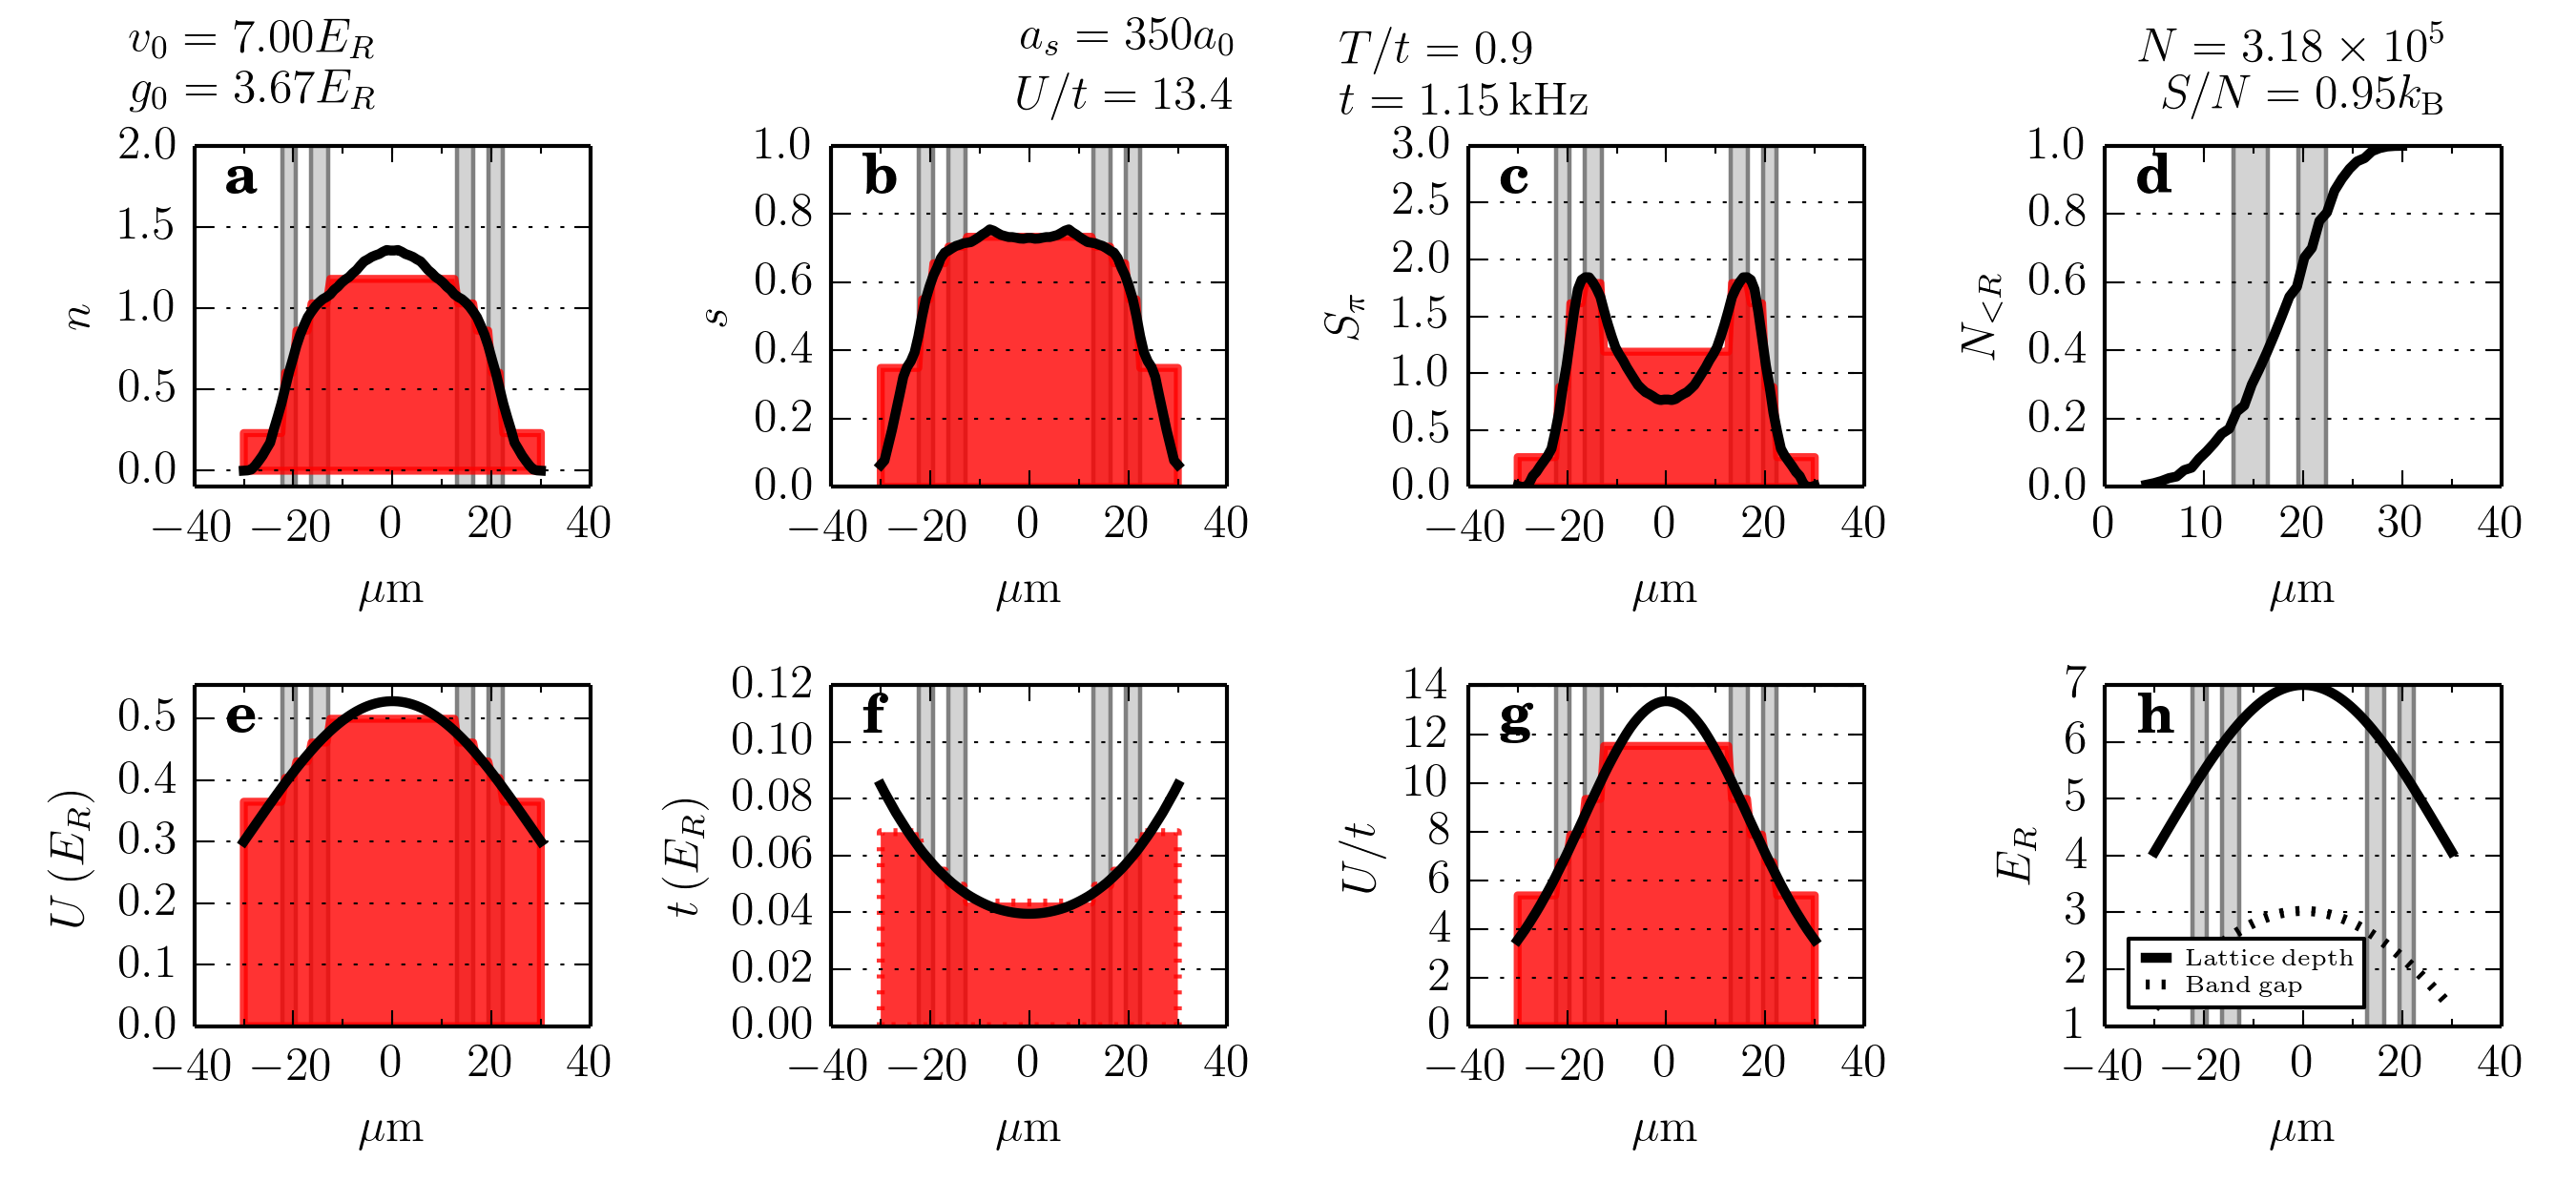 v₀ = 7.00E_R
g₀ = 3.67E_R
a_s = 350a₀
U/t = 13.4
T/t = 0.9
t = 1.15 kHz
N = 3.18 × 10⁵
S/N = 0.95k_B
a
2.0
1.5
1.0
0.5
0.0
n
−40 −20 0 20 40
μm
b
1.0
0.8
0.6
0.4
0.2
0.0
s
−40 −20 0 20 40
μm
c
3.0
2.5
2.0
1.5
1.0
0.5
0.0
S_π
−40 −20 0 20 40
μm
d
1.0
0.8
0.6
0.4
0.2
0.0
N_{<R}
0 10 20 30 40
μm
e
0.5
0.4
0.3
0.2
0.1
0.0
U (E_R)
−40 −20 0 20 40
μm
f
0.12
0.10
0.08
0.06
0.04
0.02
0.00
t (E_R)
−40 −20 0 20 40
μm
g
14
12
10
8
6
4
2
0
U/t
−40 −20 0 20 40
μm
h
7
6
5
4
3
2
1
E_R
Lattice depth
Band gap
−40 −20 0 20 40
μm